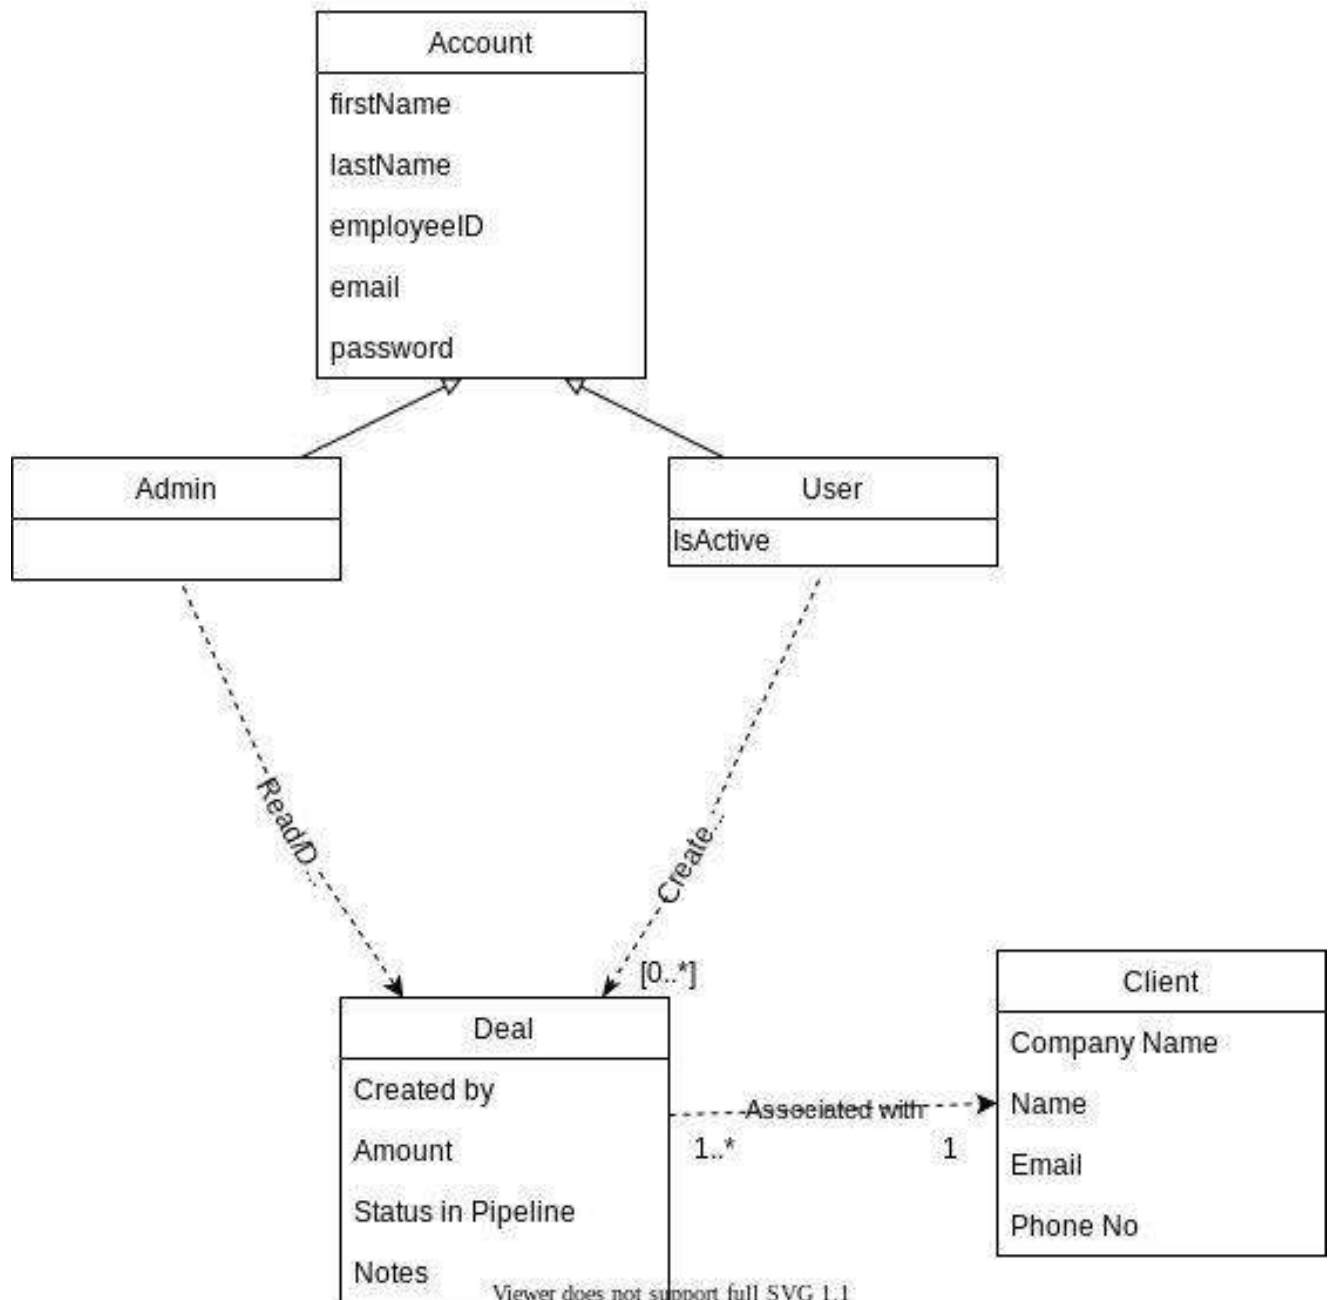 Account
firstName
lastName
employeeID
email
password
Admin
User
IsActive
Read/D...
Create...
[0..*]
Deal
Created by
Amount
Status in Pipeline
Notes
Associated with
1..*
1
Client
Company Name
Name
Email
Phone No
Viewer does not support full SVG 1.1